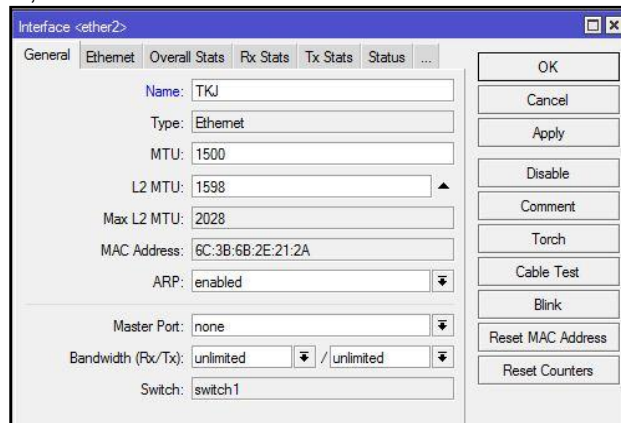 Interface <ether2>
General Ethernet Overall Stats Rx Stats Tx Stats Status ...
Name: TKJ
Type: Ethernet
MTU: 1500
L2 MTU: 1598
Max L2 MTU: 2028
MAC Address: 6C:3B:6B:2E:21:2A
ARP: enabled
Master Port: none
Bandwidth (Rx/Tx): unlimited / unlimited
Switch: switch1
OK
Cancel
Apply
Disable
Comment
Torch
Cable Test
Blink
Reset MAC Address
Reset Counters